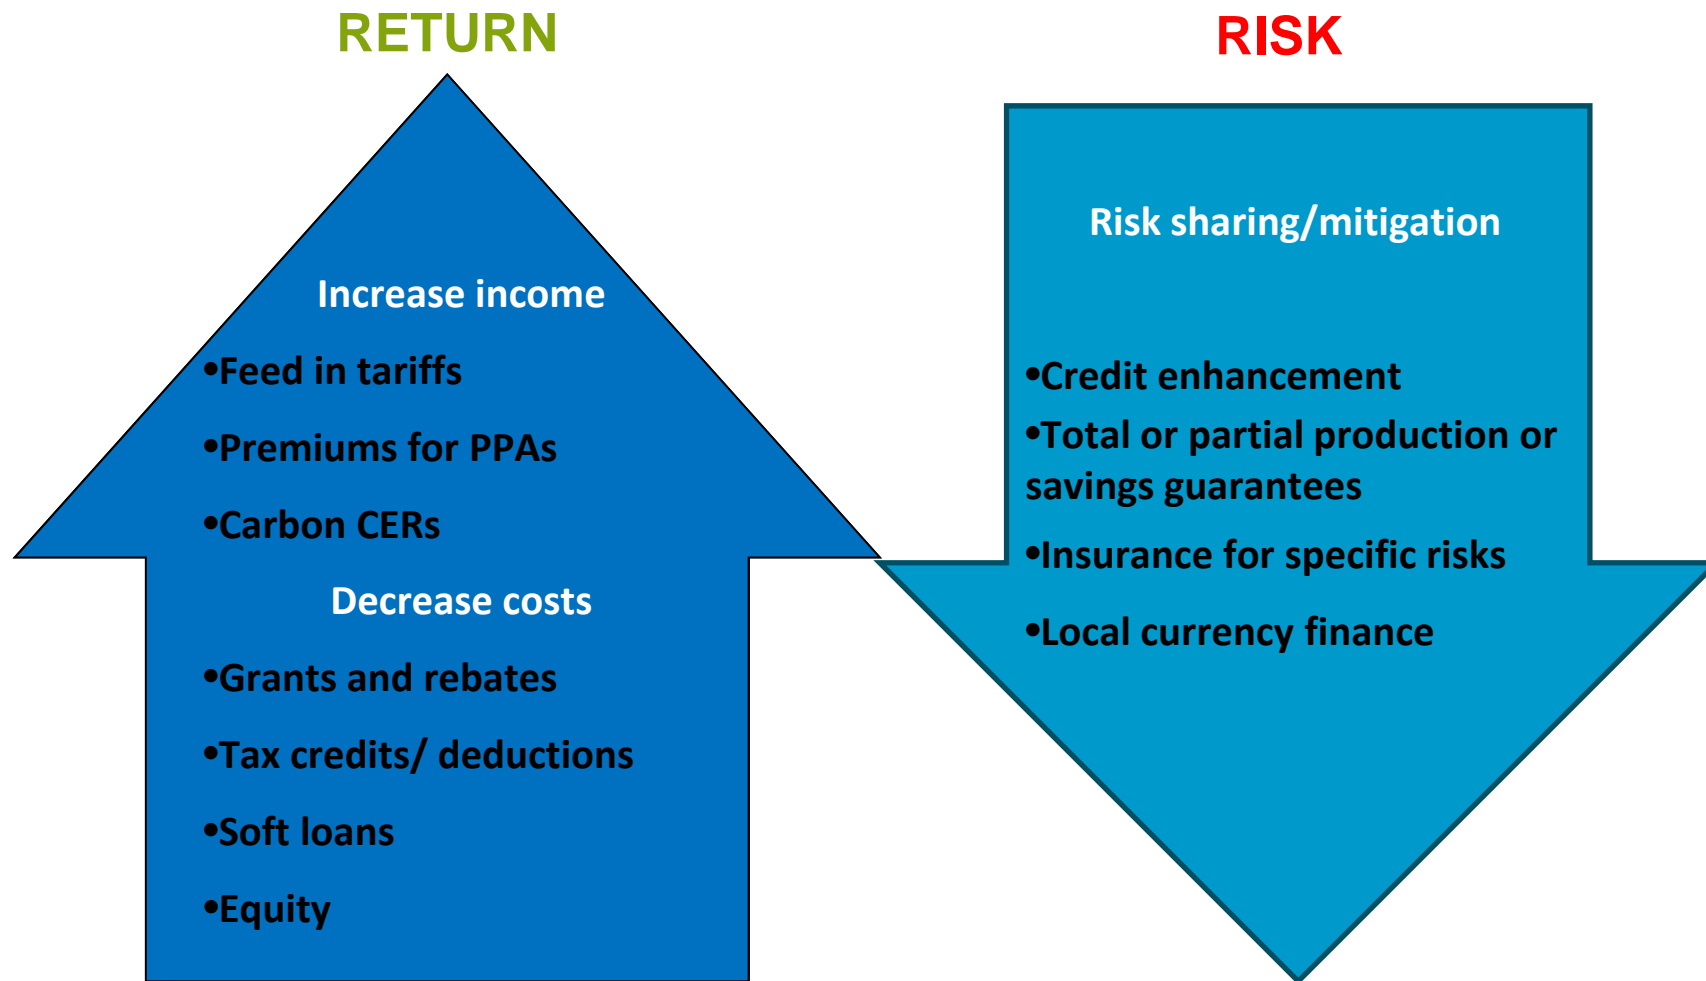 RETURN
Increase income
•Feed in tariffs
•Premiums for PPAs
•Carbon CERs
Decrease costs
•Grants and rebates
•Tax credits/ deductions
•Soft loans
•Equity
RISK
Risk sharing/mitigation
•Credit enhancement
•Total or partial production or
savings guarantees
•Insurance for specific risks
•Local currency finance